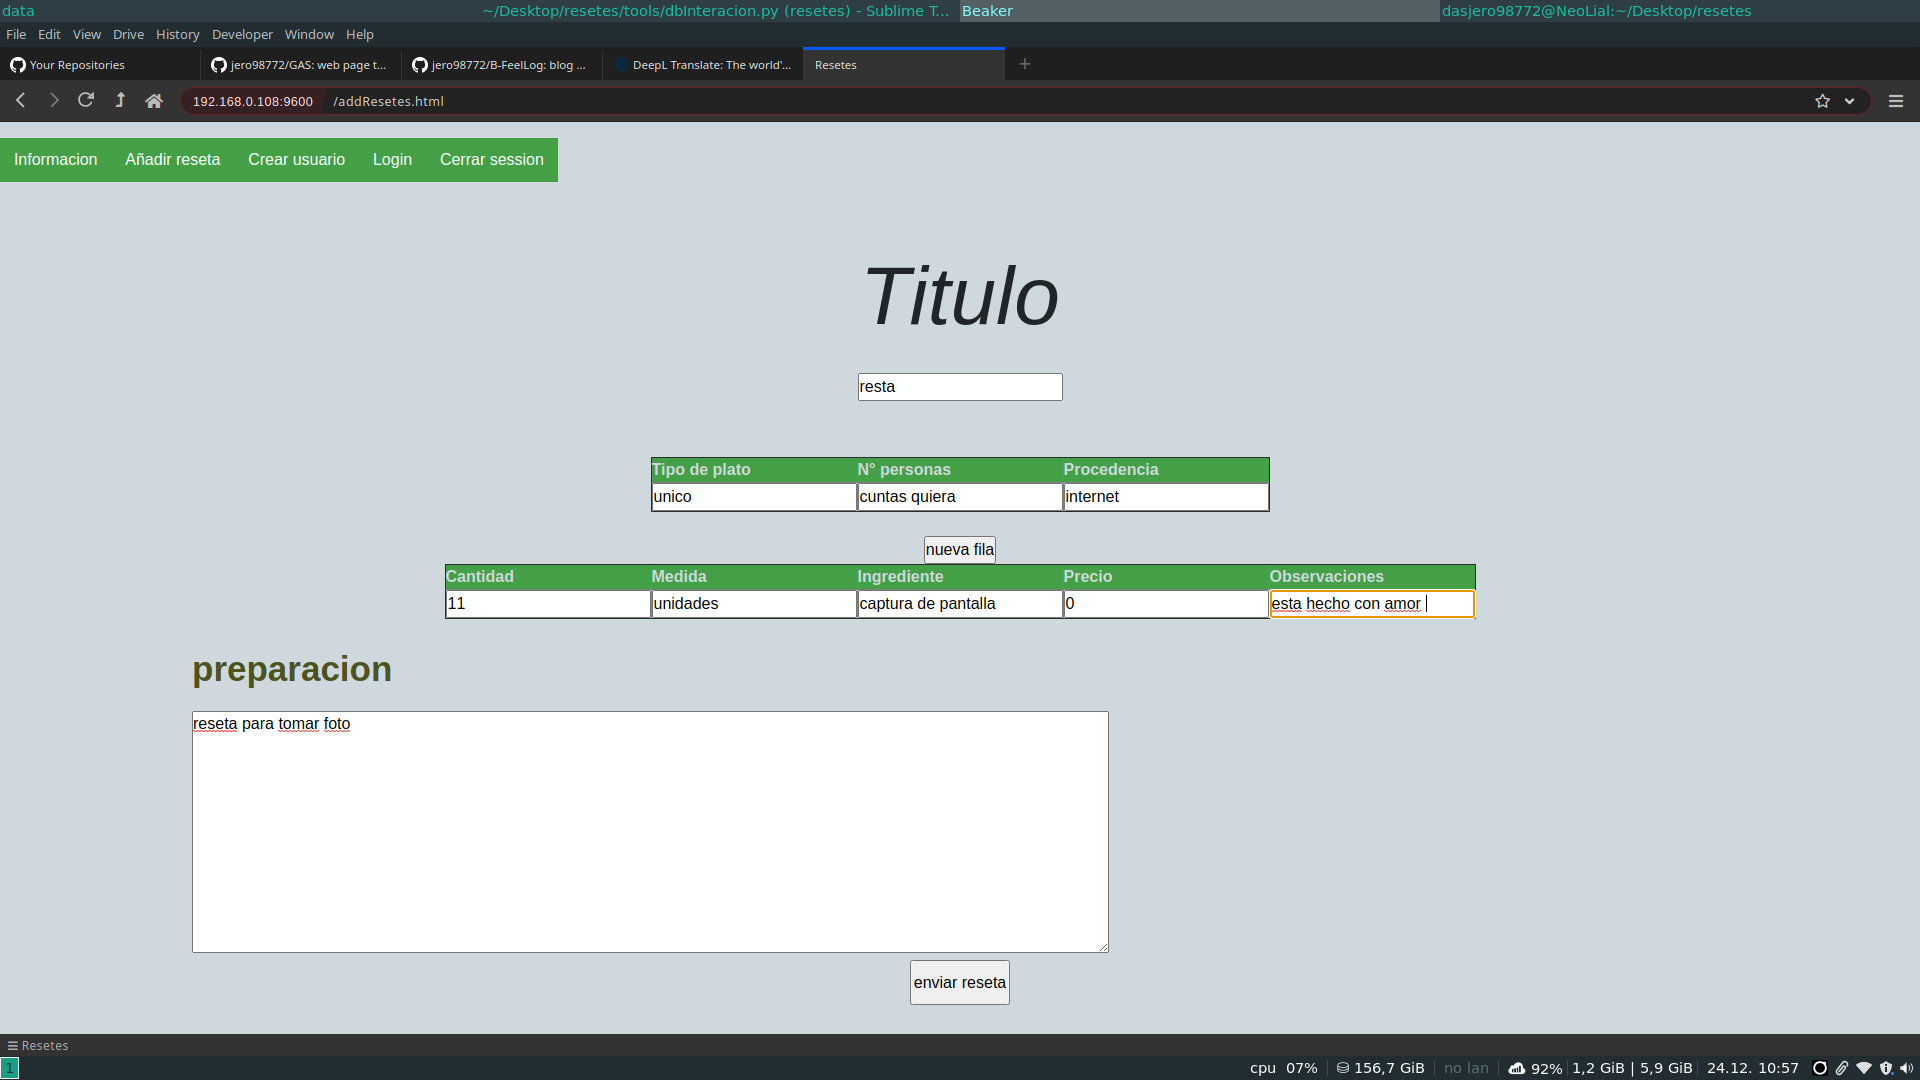 data ~/Desktop/resetes/tools/dbInteracion.py (resetes) - Sublime T... Beaker dasjero98772@NeoLial:~/Desktop/resetes
File Edit View Drive History Developer Window Help
Your Repositories jero98772/GAS: web page t... jero98772/B-FeelLog: blog ... DeepL Translate: The world'... Resetes +
192.168.0.108:9600 /addResetes.html
Informacion Añadir reseta Crear usuario Login Cerrar session
Titulo
resta
Tipo de plato N° personas Procedencia
unico cuntas quiera internet
nueva fila
Cantidad Medida Ingrediente Precio Observaciones
11 unidades captura de pantalla 0 esta hecho con amor
preparacion
reseta para tomar foto
enviar reseta
Resetes
1 cpu 07% 156,7 GiB no lan 92% 1,2 GiB | 5,9 GiB 24.12. 10:57